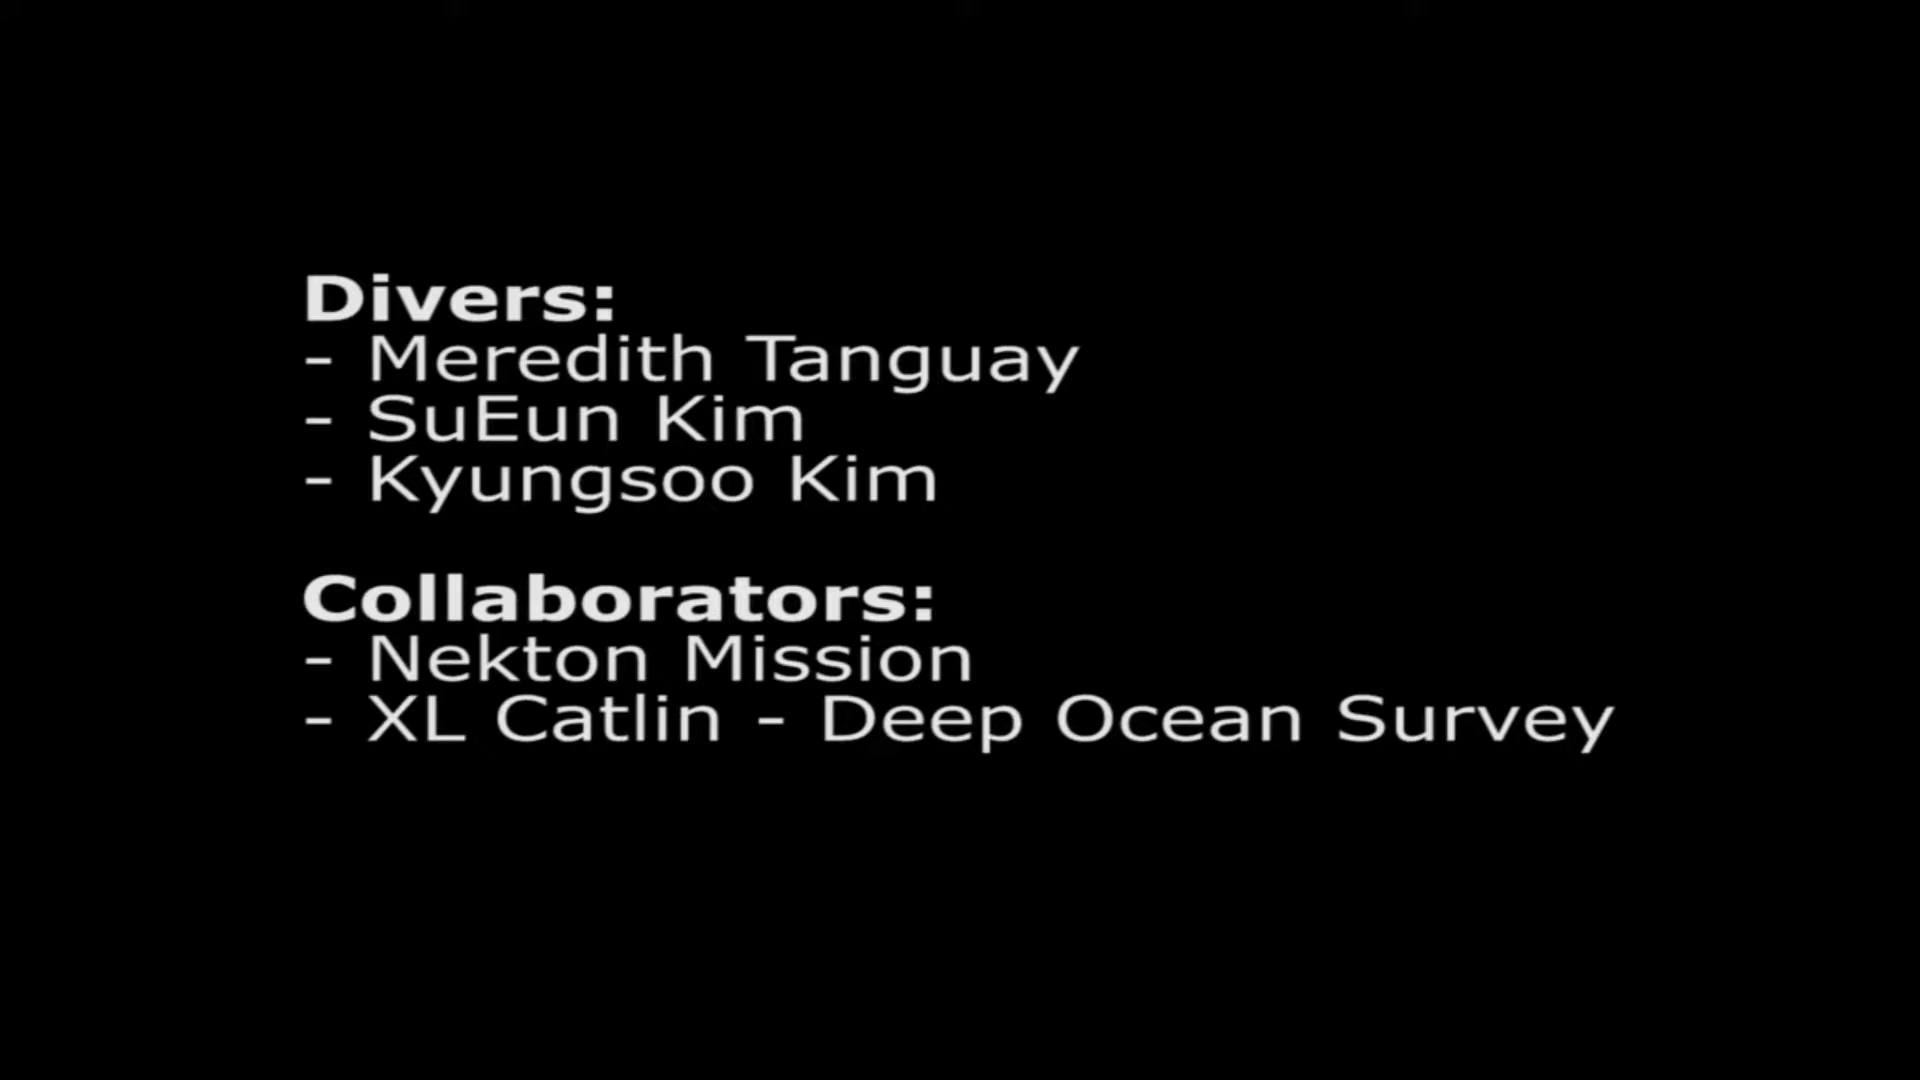 Divers:
- Meredith Tanguay
- SuEun Kim
- Kyungsoo Kim
Collaborators:
- Nekton Mission
- XL Catlin - Deep Ocean Survey